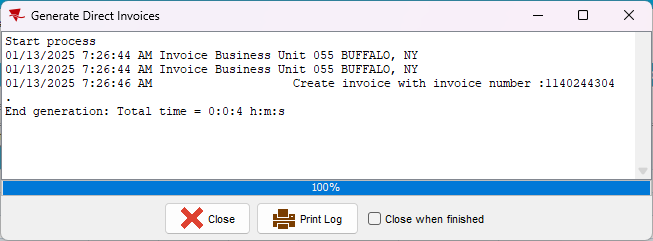 Generate Direct Invoices
Start process
01/13/2025 7:26:44 AM Invoice Business Unit 055 BUFFALO, NY
01/13/2025 7:26:44 AM Invoice Business Unit 055 BUFFALO, NY
01/13/2025 7:26:46 AM                    Create invoice with invoice number :1140244304
.
End generation: Total time = 0:0:4 h:m:s
100%
Close Print Log Close when finished